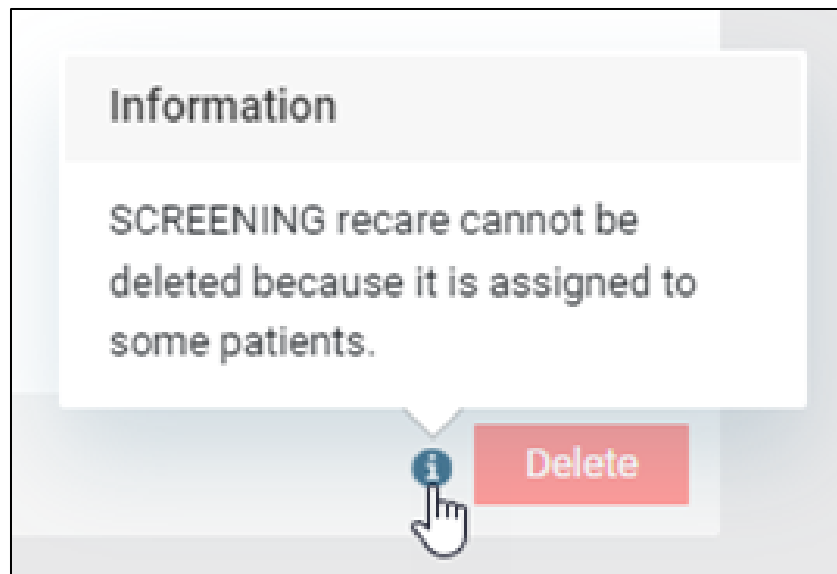 Information
SCREENING recare cannot be
deleted because it is assigned to
some patients.
Delete